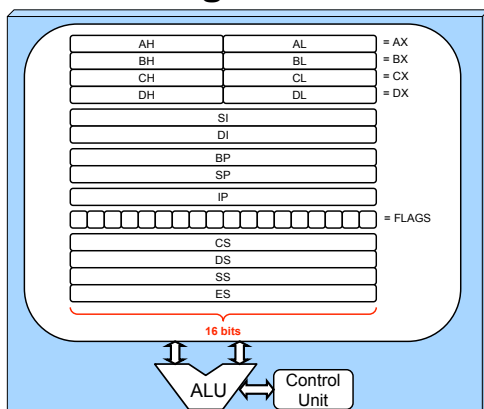 AH AL = AX
BH BL = BX
CH CL = CX
DH DL = DX
SI
DI
BP
SP
IP
= FLAGS
CS
DS
SS
ES
16 bits
ALU
Control
Unit